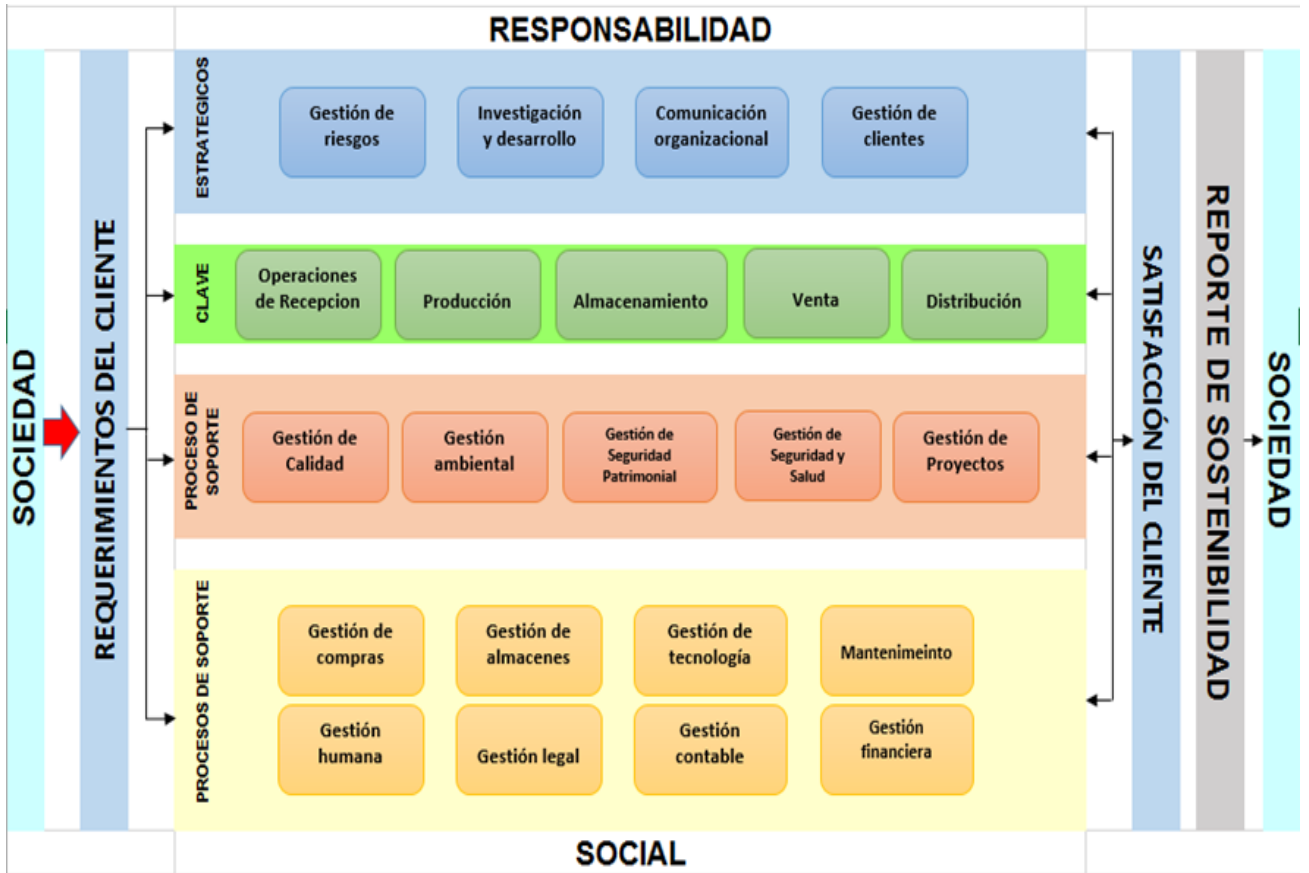 RESPONSABILIDAD
SOCIEDAD
REQUERIMIENTOS DEL CLIENTE
ESTRATEGICOS
Gestión de
riesgos
Investigación
y desarrollo
Comunicación
organizacional
Gestión de
clientes
CLAVE
Operaciones
de Recepcion
Producción
Almacenamiento
Venta
Distribución
PROCESO DE
SOPORTE
Gestión de
Calidad
Gestión
ambiental
Gestión de
Seguridad
Patrimonial
Gestión de
Seguridad y
Salud
Gestión de
Proyectos
PROCESOS DE SOPORTE
Gestión de
compras
Gestión de
almacenes
Gestión de
tecnología
Mantenimeinto
Gestión
humana
Gestión legal
Gestión
contable
Gestión
financiera
SATISFACCIÓN DEL CLIENTE
REPORTE DE SOSTENIBILIDAD
SOCIEDAD
SOCIAL